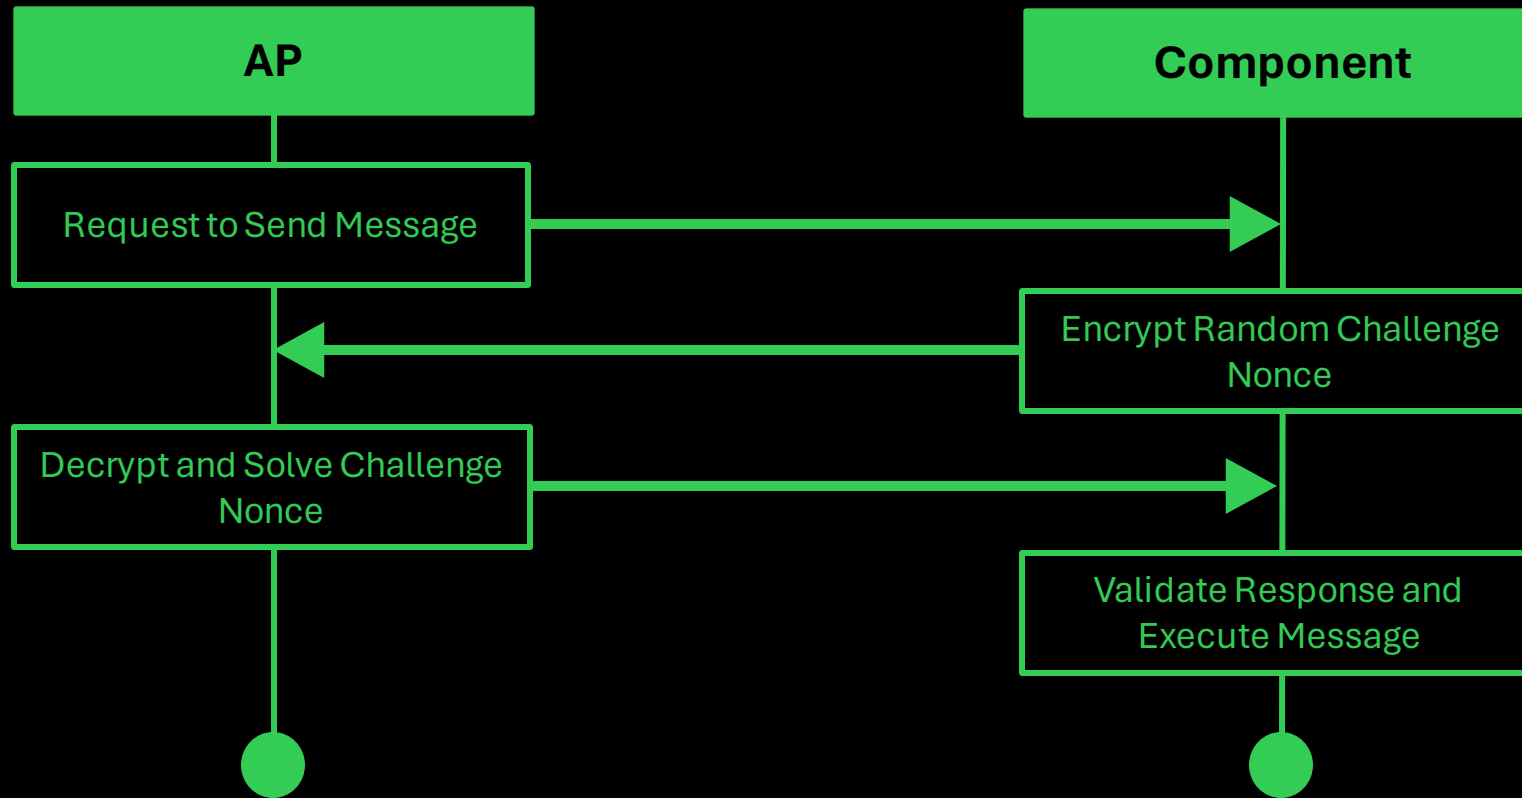 AP
Component
Request to Send Message
Encrypt Random Challenge
Nonce
Decrypt and Solve Challenge
Nonce
Validate Response and
Execute Message